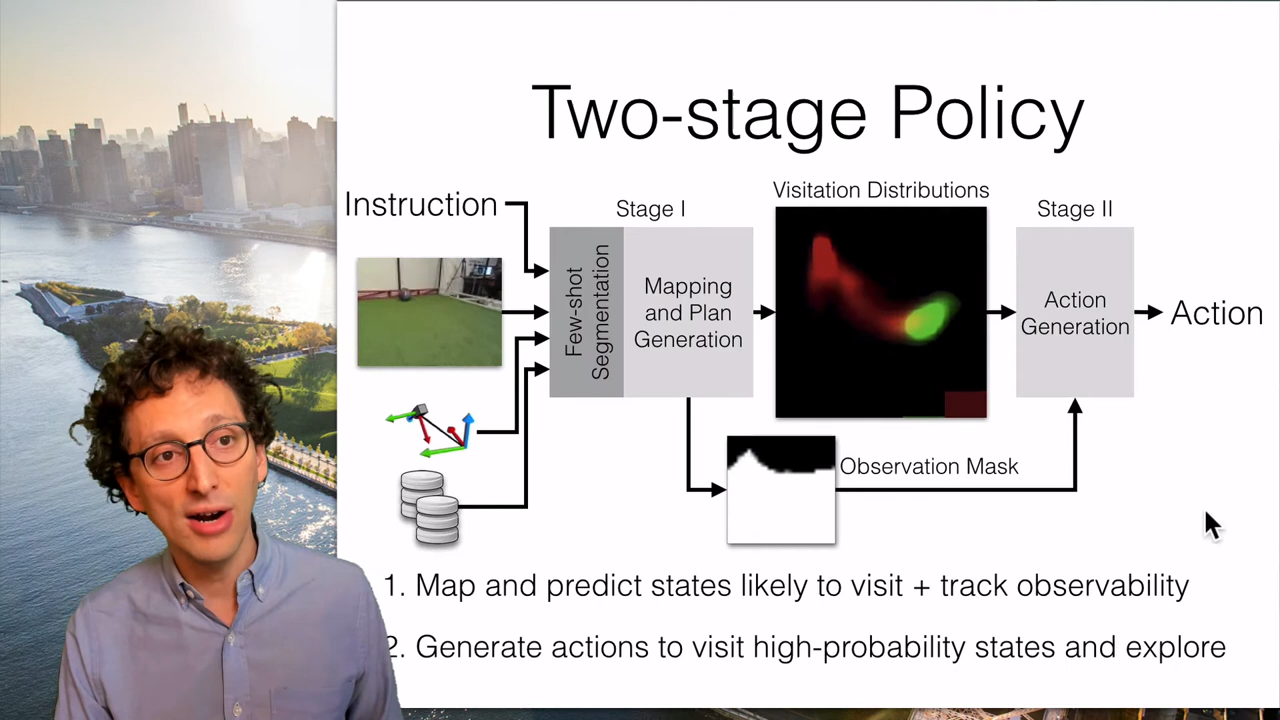 Two-stage Policy
Instruction
Stage I
Visitation Distributions
Stage II
Few-shot
Segmentation
Mapping
and Plan
Generation
Action
Generation
Action
Observation Mask
1. Map and predict states likely to visit + track observability
2. Generate actions to visit high-probability states and explore